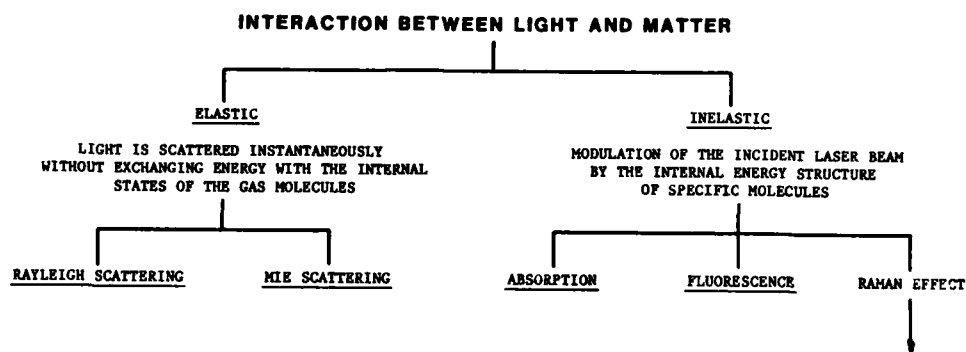 INTERACTION BETWEEN LIGHT AND MATTER
ELASTIC
LIGHT IS SCATTERED INSTANTANEOUSLY
WITHOUT EXCHANGING ENERGY WITH THE INTERNAL
STATES OF THE GAS MOLECULES
RAYLEIGH SCATTERING
MIE SCATTERING
INELASTIC
MODULATION OF THE INCIDENT LASER BEAM
BY THE INTERNAL ENERGY STRUCTURE
OF SPECIFIC MOLECULES
ABSORPTION
FLUORESCENCE
RAMAN EFFECT